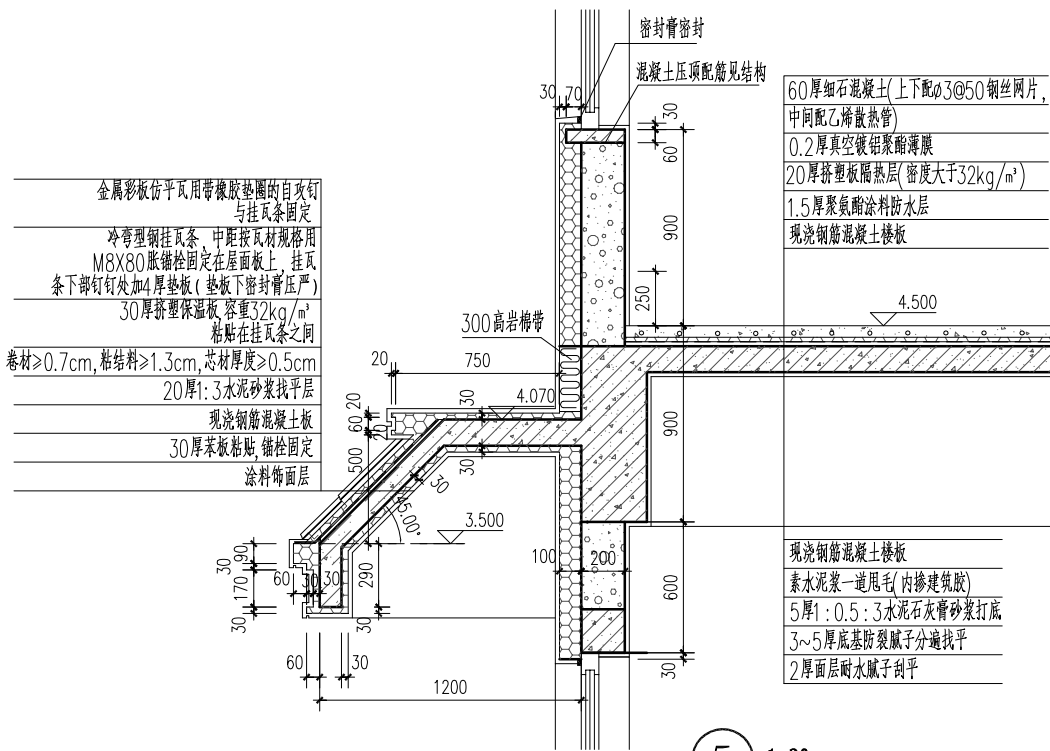 密封膏密封
混凝土压顶配筋见结构
30 70
30
60
900
250
60厚细石混凝土(上下配ø3@50钢丝网片,
中间配乙烯散热管)
0.2厚真空镀铝聚酯薄膜
20厚挤塑板隔热层(密度大于32kg/m³)
1.5厚聚氨酯涂料防水层
现浇钢筋混凝土楼板
4.500
金属彩板仿平瓦用带橡胶垫圈的自攻钉
与挂瓦条固定
冷弯型钢挂瓦条,中距按瓦材规格用
M8X80胀锚栓固定在屋面板上,挂瓦
条下部钉钉处加4厚垫板(垫板下密封膏压严)
30厚挤塑保温板,容重32kg/m³
粘贴在挂瓦条之间
卷材≥0.7cm,粘结料≥1.3cm,芯材厚度≥0.5cm
20厚1:3水泥砂浆找平层
现浇钢筋混凝土板
30厚苯板粘贴,锚栓固定
涂料饰面层
300高岩棉带
20
750
20
60
20
500
30
4.070
30
30
45.00°
3.500
900
100
200
600
30
90
30
170
30
60
30
30
290
30
60
30
1200
现浇钢筋混凝土楼板
素水泥浆一道甩毛(内掺建筑胶)
5厚1:0.5:3水泥石灰膏砂浆打底
3~5厚底基防裂腻子分遍找平
2厚面层耐水腻子刮平